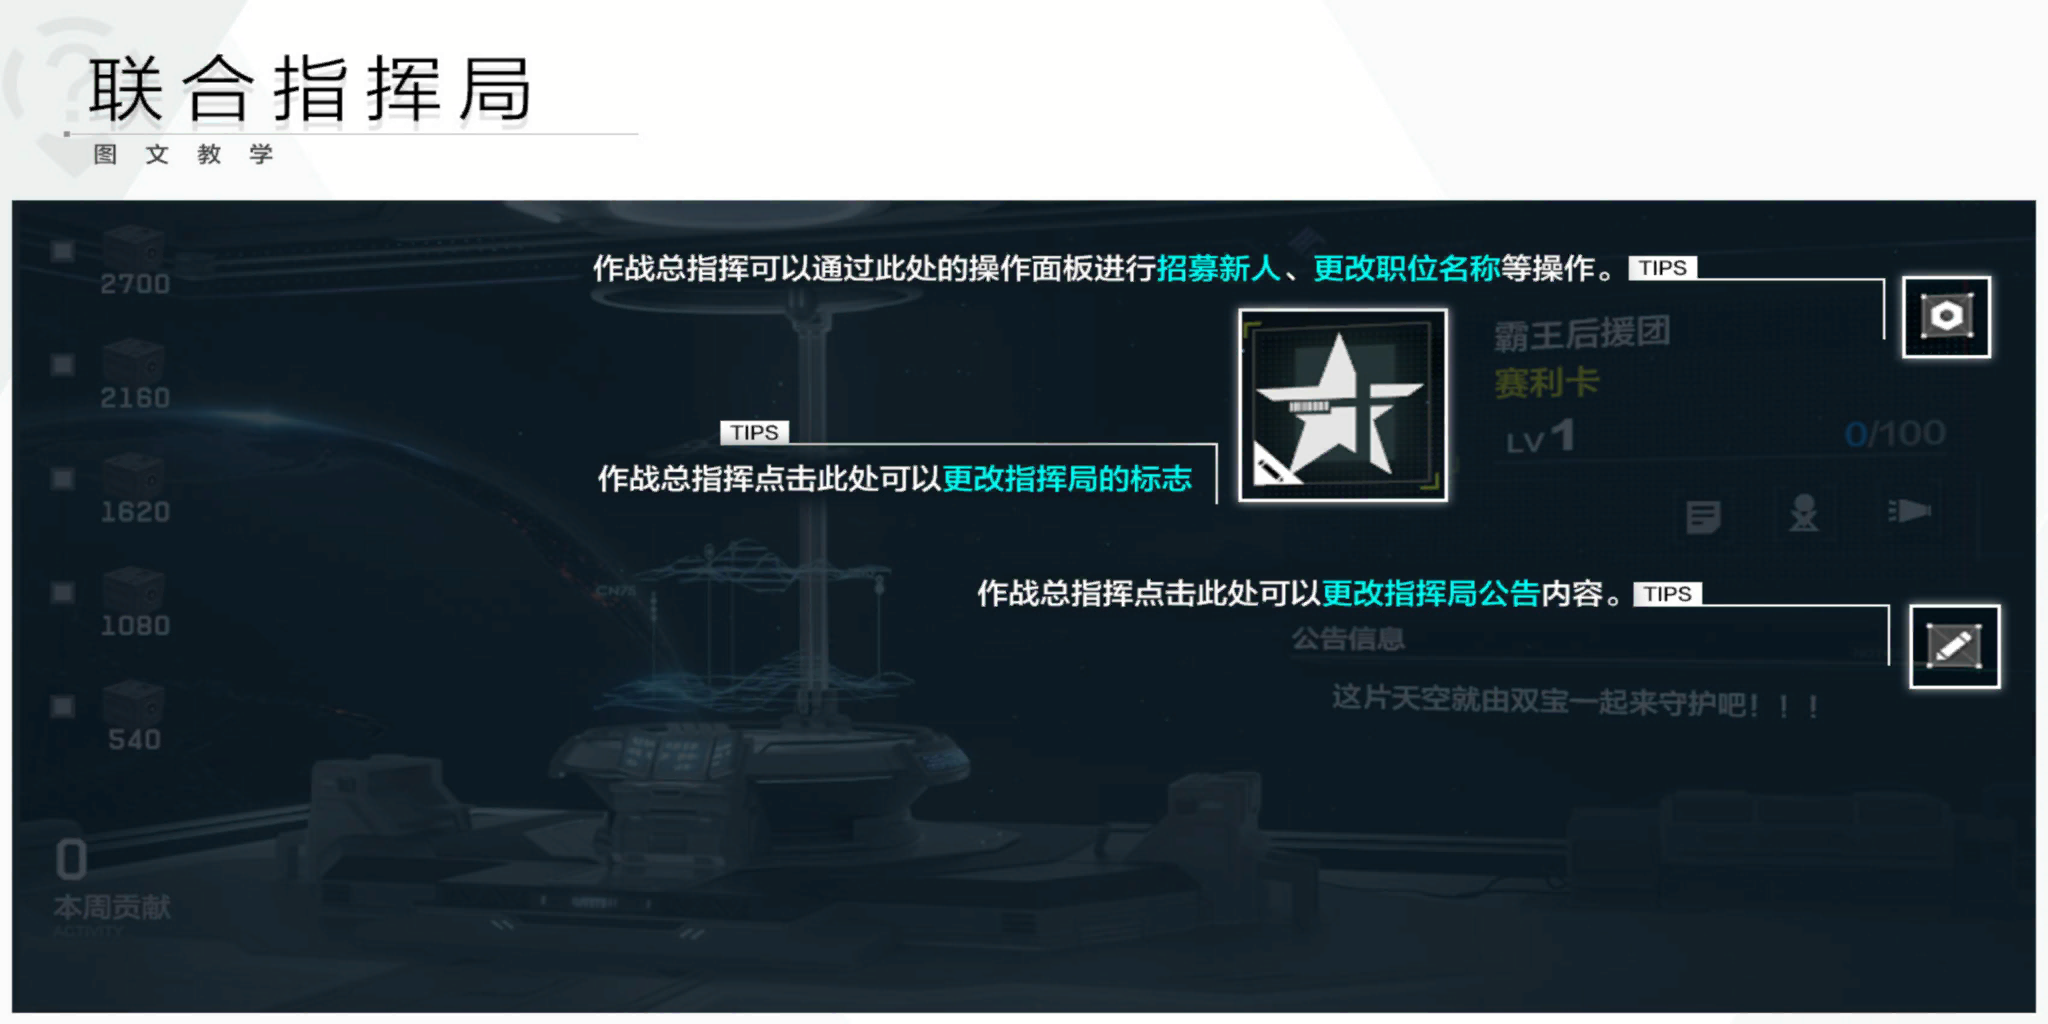 联合指挥局
图文教学
作战总指挥可以通过此处的操作面板进行招募新人、更改职位名称等操作。 TIPS
2700
霸王后援团
赛利卡
2160
LV 1
0/100
TIPS
作战总指挥点击此处可以更改指挥局的标志
1620
作战总指挥点击此处可以更改指挥局公告内容。 TIPS
1080
公告信息
这片天空就由双宝一起来守护吧！！！
540
0
本周贡献
ACTIVITY